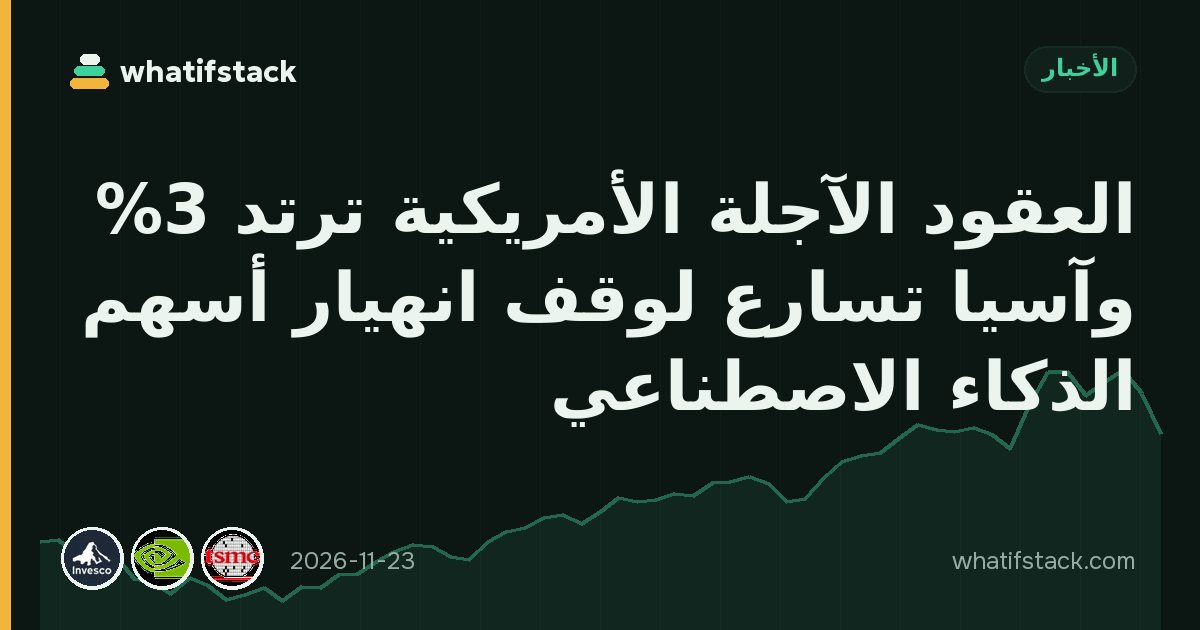 whatifstack
الأخبار
العقود الآجلة الأمريكية ترتد 3%
وآسيا تسارع لوقف انهيار أسهم
الذكاء الاصطناعي
Invesco
tsmc
2026-11-23
whatifstack.com